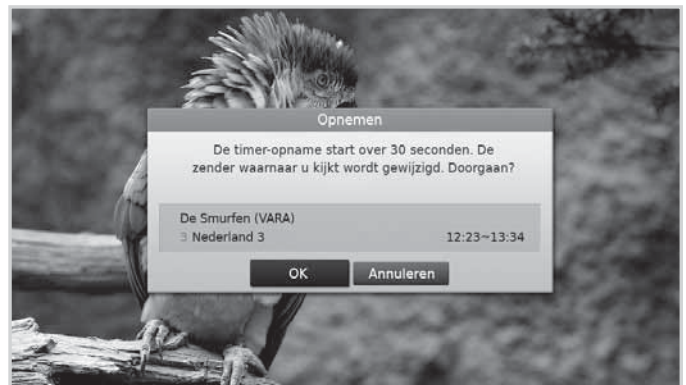 Opnemen
De timer-opname start over 30 seconden. De
zender waarnaar u kijkt wordt gewijzigd. Doorgaan?
De Smurfen (VARA)
3 Nederland 3 12:23~13:34
OK Annuleren